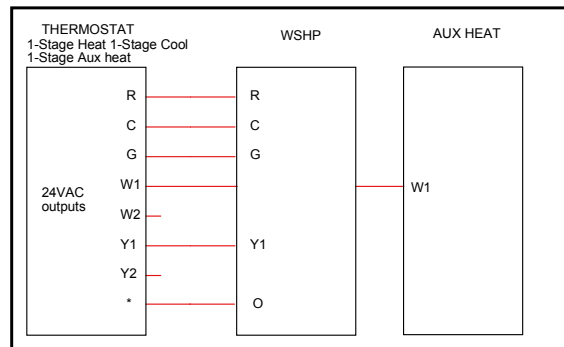 THERMOSTAT
1-Stage Heat 1-Stage Cool
1-Stage Aux heat
WSHP
AUX HEAT
24VAC
outputs
R
C
G
W1
W2
Y1
Y2
*
R
C
G
Y1
O
W1